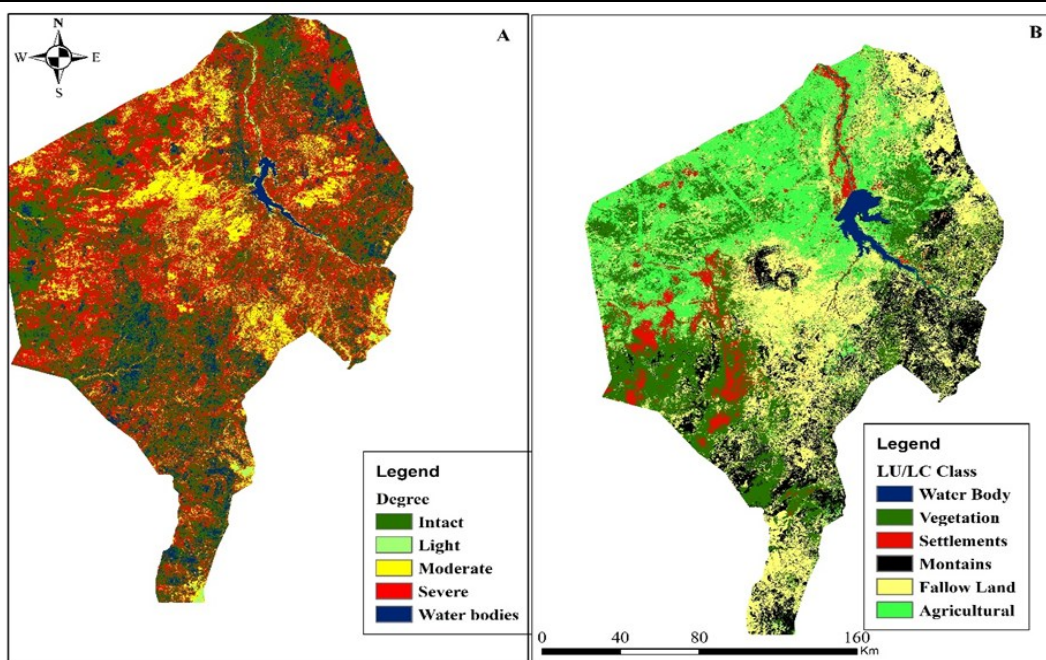 N
W E
S
A
Legend
Degree
Intact
Light
Moderate
Severe
Water bodies
B
Legend
LU/LC Class
Water Body
Vegetation
Settlements
Montains
Fallow Land
Agricultural
0 40 80 160
Km